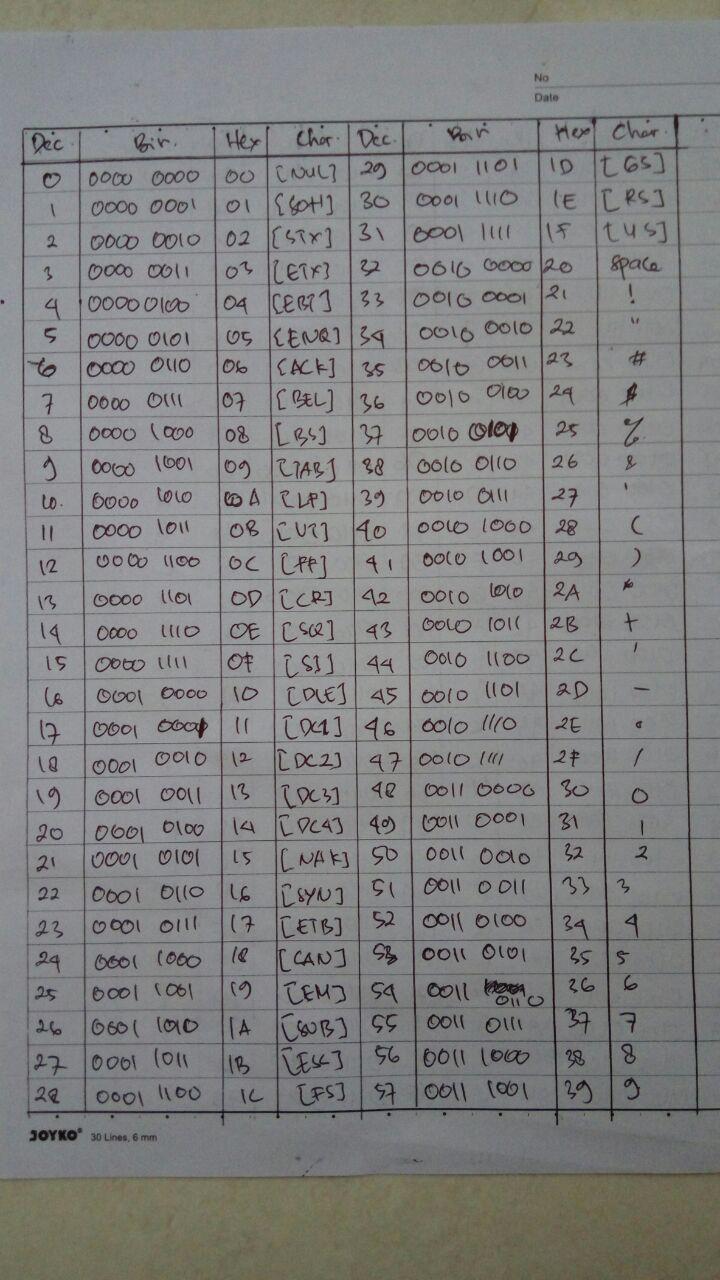 No
Date
Dec. Bin. Hex Char. Dec. Bin Hex Char.
0 0000 0000 00 [NUL] 29 0001 1101 1D [GS]
1 0000 0001 01 [SOH] 30 0001 1110 1E [RS]
2 0000 0010 02 [STX] 31 0001 1111 1F [US]
3 0000 0011 03 [ETX] 32 0010 0000 20 space
4 0000 0100 04 [EBT] 33 0010 0001 21 !
5 0000 0101 05 [ENQ] 34 0010 0010 22 "
6 0000 0110 06 [ACK] 35 0010 0011 23 #
7 0000 0111 07 [BEL] 36 0010 0100 24 $
8 0000 1000 08 [BS] 37 0010 0101 25 %
9 0000 1001 09 [TAB] 38 0010 0110 26 &
10. 0000 1010 0A [LF] 39 0010 0111 27 '
11 0000 1011 0B [VT] 40 0010 1000 28 (
12 0000 1100 0C [FF] 41 0010 1001 29 )
13 0000 1101 0D [CR] 42 0010 1010 2A *
14 0000 1110 0E 43 0010 1011 2B +
15 0000 1111 0F [SI] 44 0010 1100 2C '
16 0001 0000 10 [DLE] 45 0010 1101 2D -
17 0001 0001 11 [DC1] 46 0010 1110 2E .
18 0001 0010 12 [DC2] 47 0010 1111 2F /
19 0001 0011 13 [DC3] 48 0011 0000 30 0
20 0001 0100 14 [DC4] 49 0011 0001 31 1
21 0001 0101 15 [NAK] 50 0011 0010 32 2
22 0001 0110 16 [SYN] 51 0011 0011 33 3
23 0001 0111 17 [ETB] 52 0011 0100 34 4
24 0001 1000 18 [CAN] 53 0011 0101 35 5
25 0001 1001 19 [EM] 54 0011 0110 36 6
26 0001 1010 1A [SUB] 55 0011 0111 37 7
27 0001 1011 1B [ESC] 56 0011 1000 38 8
28 0001 1100 1C [FS] 57 0011 1001 39 9
JOYKO® 30 Lines, 6 mm